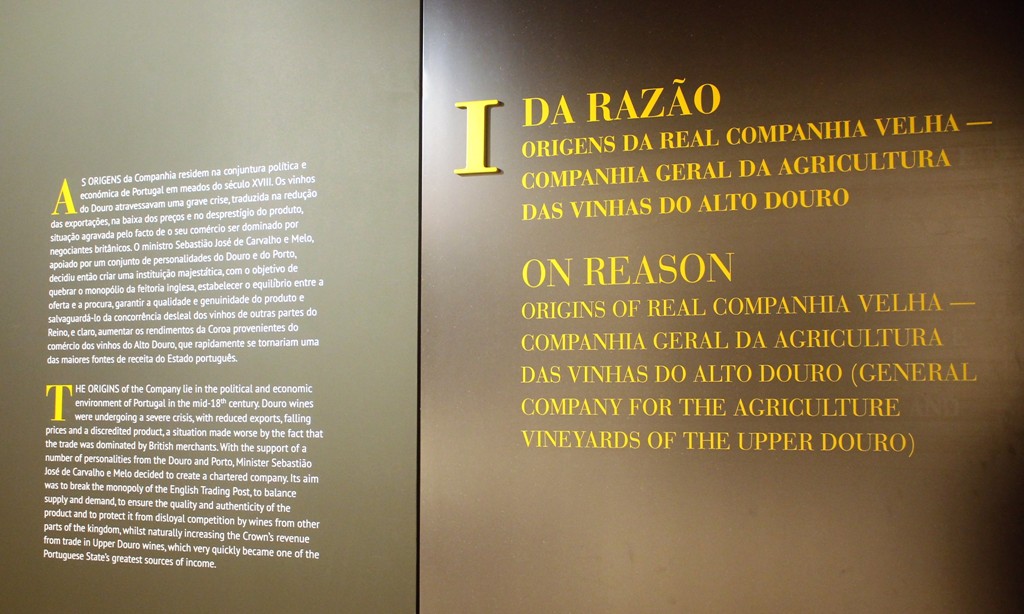 AS ORIGENS da Companhia residem na conjuntura política e
económica de Portugal em meados do século XVIII. Os vinhos
do Douro atravessavam uma grave crise, traduzida na redução
das exportações, na baixa dos preços e no desprestígio do produto,
situação agravada pelo facto de o seu comércio ser dominado por
negociantes britânicos. O ministro Sebastião José de Carvalho e Melo,
apoiado por um conjunto de personalidades do Douro e do Porto,
decidiu então criar uma instituição majestática, com o objetivo de
quebrar o monopólio da feitoria inglesa, estabelecer o equilíbrio entre a
oferta e a procura, garantir a qualidade e genuinidade do produto e
salvaguardá-lo da concorrência desleal dos vinhos de outras partes do
Reino, e claro, aumentar os rendimentos da Coroa provenientes do
comércio dos vinhos do Alto Douro, que rapidamente se tornariam uma
das maiores fontes de receita do Estado português.
THE ORIGINS of the Company lie in the political and economic
environment of Portugal in the mid-18th century. Douro wines
were undergoing a severe crisis, with reduced exports, falling
prices and a discredited product, a situation made worse by the fact that
the trade was dominated by British merchants. With the support of a
number of personalities from the Douro and Porto, Minister Sebastião
José de Carvalho e Melo decided to create a chartered company. Its aim
was to break the monopoly of the English Trading Post, to balance
supply and demand, to ensure the quality and authenticity of the
product and to protect it from disloyal competition by wines from other
parts of the kingdom, whilst naturally increasing the Crown's revenue
from trade in Upper Douro wines, which very quickly became one of the
Portuguese State's greatest sources of income.
I DA RAZÃO
ORIGENS DA REAL COMPANHIA VELHA —
COMPANHIA GERAL DA AGRICULTURA
DAS VINHAS DO ALTO DOURO
ON REASON
ORIGINS OF REAL COMPANHIA VELHA —
COMPANHIA GERAL DA AGRICULTURA
DAS VINHAS DO ALTO DOURO (GENERAL
COMPANY FOR THE AGRICULTURE
VINEYARDS OF THE UPPER DOURO)